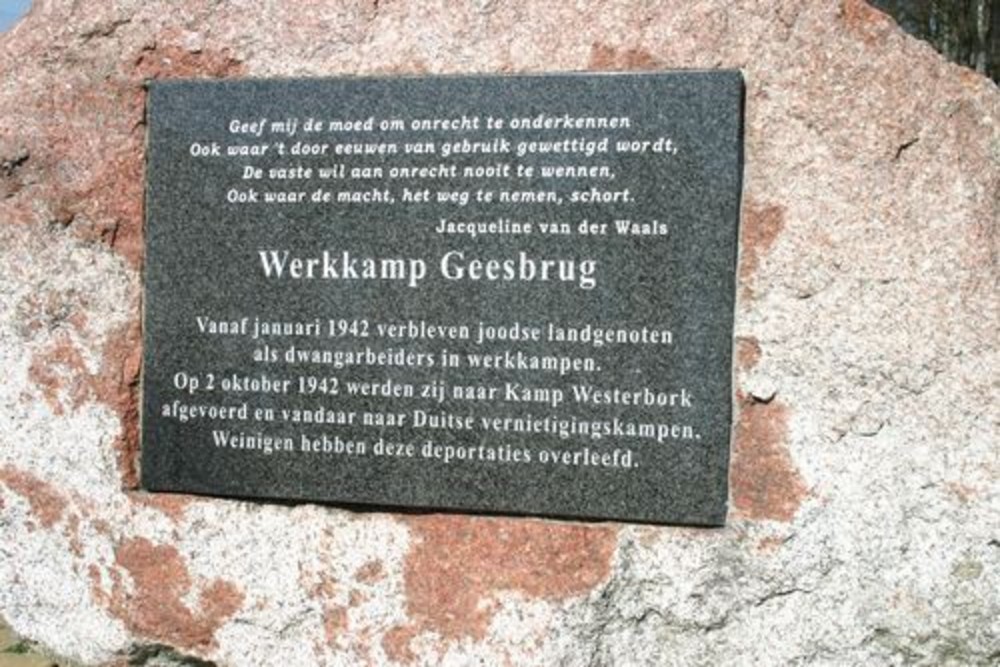 Geef mij de moed om onrecht te onderkennen
Ook waar 't door eeuwen van gebruik gewettigd wordt,
De vaste wil aan onrecht nooit te wennen,
Ook waar de macht, het weg te nemen, schort.
Jacqueline van der Waals
Werkkamp Geesbrug
Vanaf januari 1942 verbleven joodse landgenoten
als dwangarbeiders in werkkampen.
Op 2 oktober 1942 werden zij naar Kamp Westerbork
afgevoerd en vandaar naar Duitse vernietigingskampen.
Weinigen hebben deze deportaties overleefd.